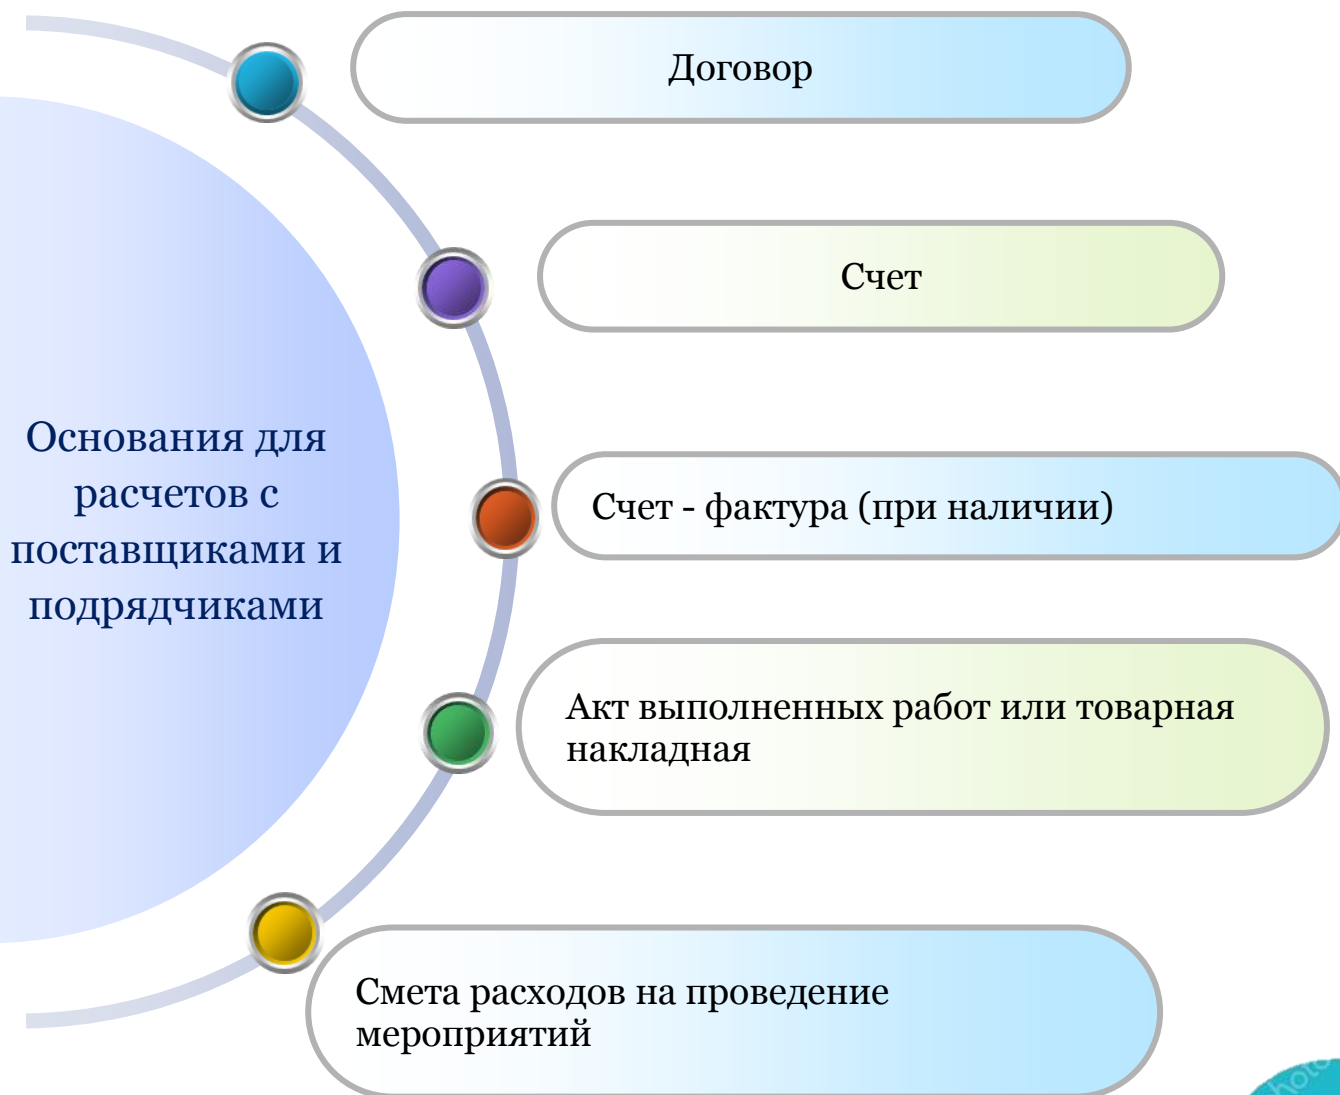 Договор
Счет
Основания для
расчетов с
поставщиками и
подрядчиками
Счет - фактура (при наличии)
Акт выполненных работ или товарная
накладная
Смета расходов на проведение
мероприятий